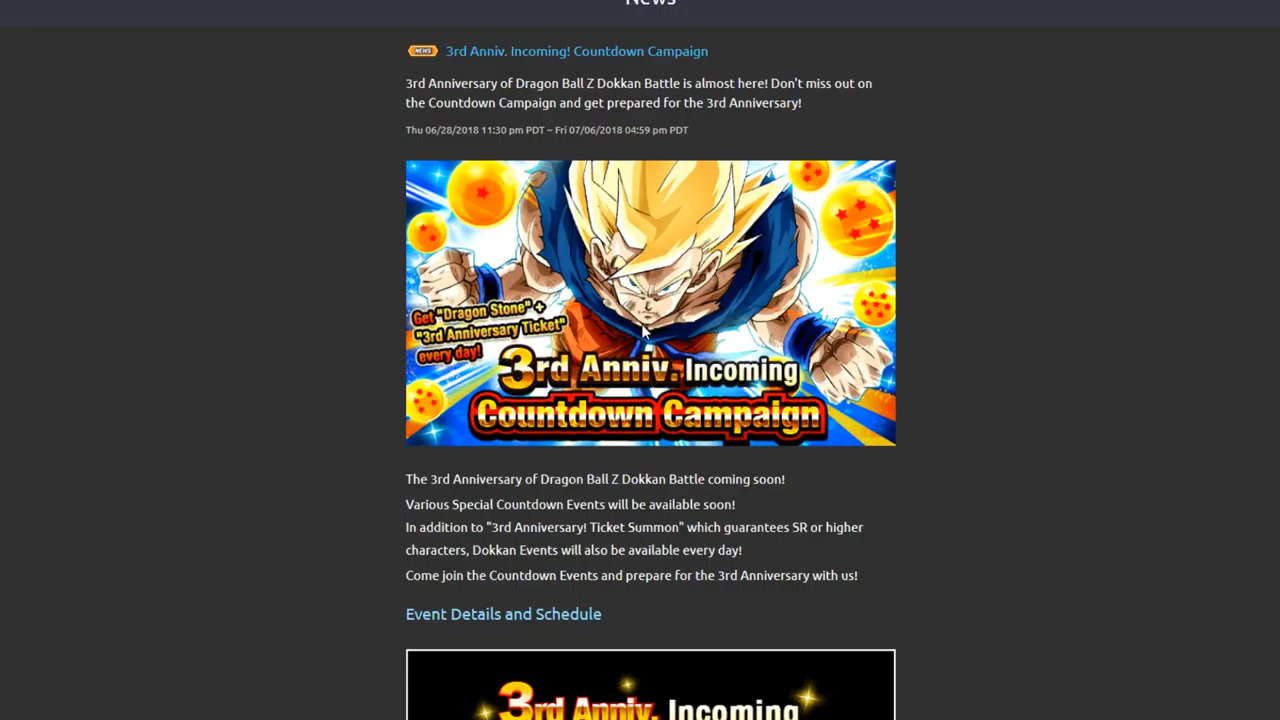 News
NEWS 3rd Anniv. Incoming! Countdown Campaign
3rd Anniversary of Dragon Ball Z Dokkan Battle is almost here! Don't miss out on
the Countdown Campaign and get prepared for the 3rd Anniversary!
Thu 06/28/2018 11:30 pm PDT ~ Fri 07/06/2018 04:59 pm PDT
Get "Dragon Stone" +
"3rd Anniversary Ticket"
every day!
3rd Anniv. Incoming
Countdown Campaign
The 3rd Anniversary of Dragon Ball Z Dokkan Battle coming soon!
Various Special Countdown Events will be available soon!
In addition to "3rd Anniversary! Ticket Summon" which guarantees SR or higher
characters, Dokkan Events will also be available every day!
Come join the Countdown Events and prepare for the 3rd Anniversary with us!
Event Details and Schedule
3rd Anniv. Incoming